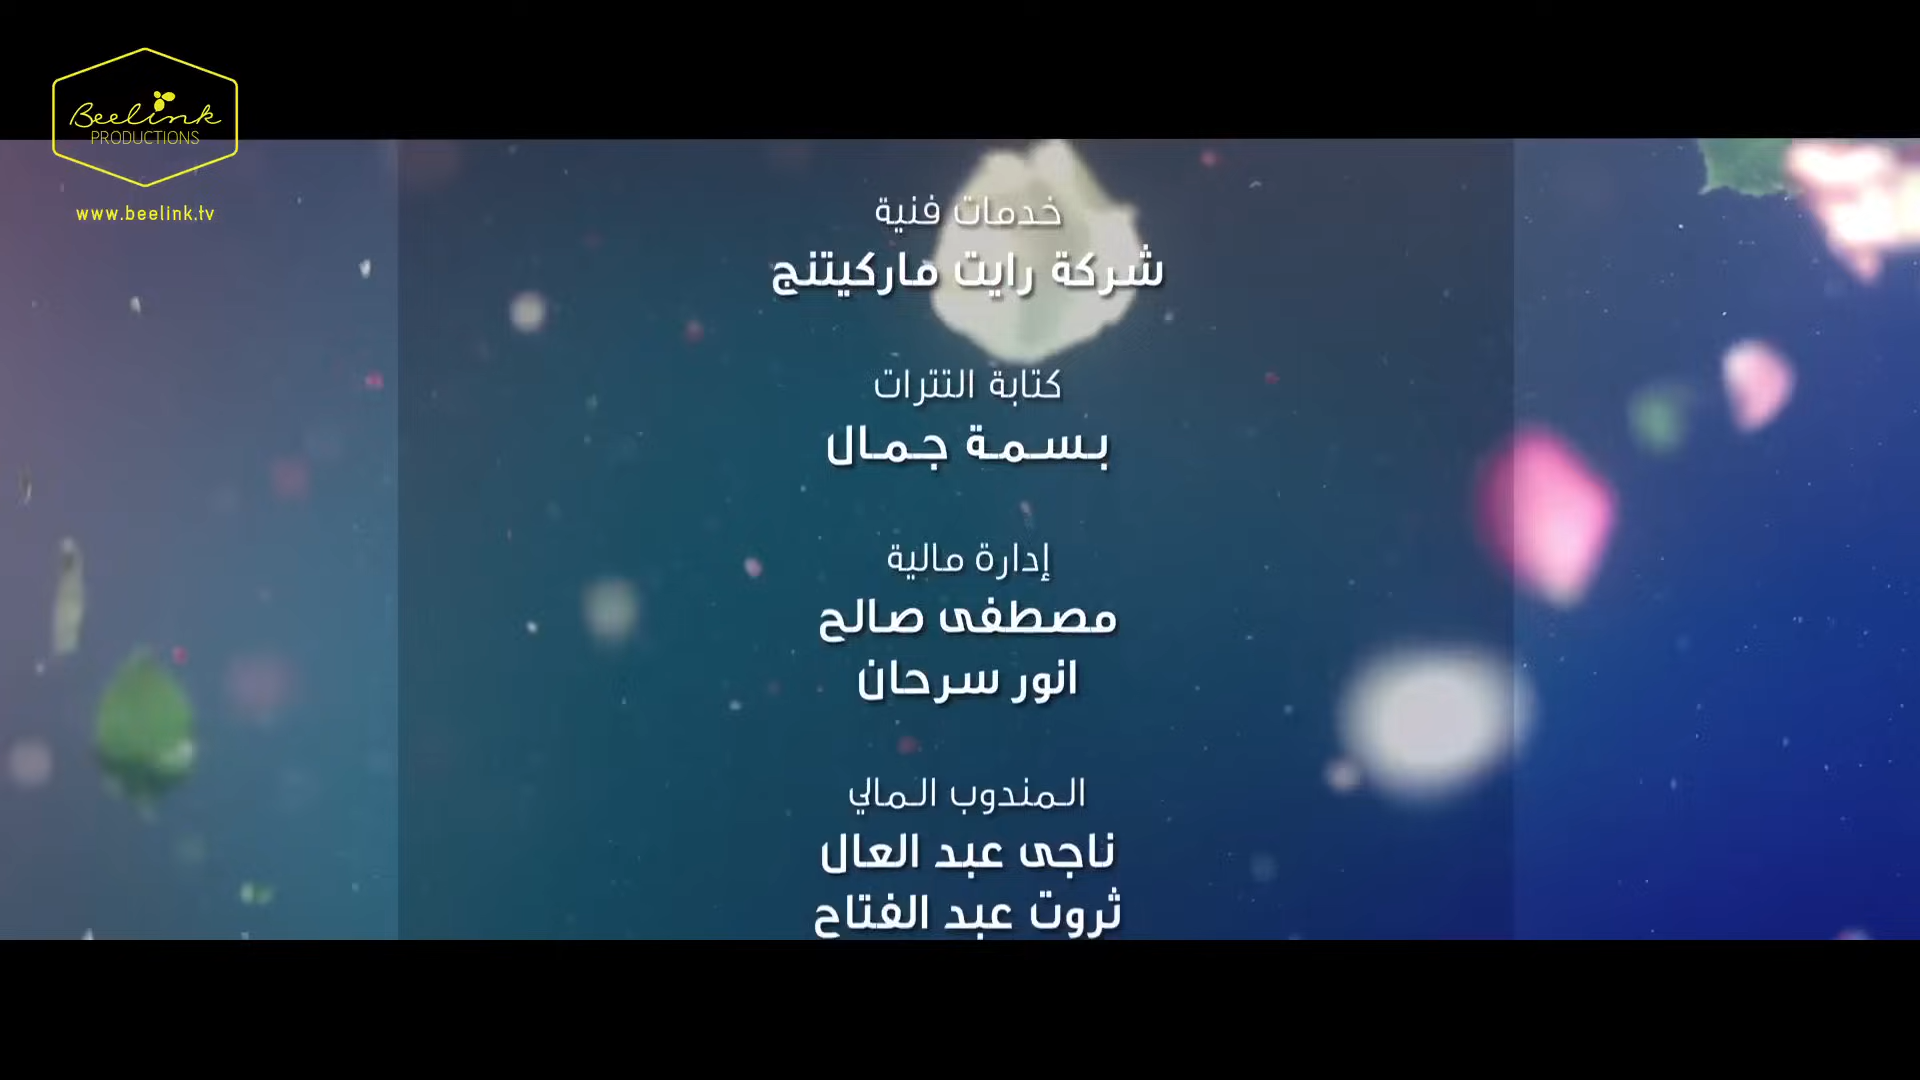 Beelink
PRODUCTIONS
www.beelink.tv
خدمات فنية
شركة رايت ماركيتنج
كتابة التترات
بسمة جمال
إدارة مالية
مصطفى صالح
انور سرحان
المندوب المالي
ناجى عبد العال
ثروت عبد الفتاح